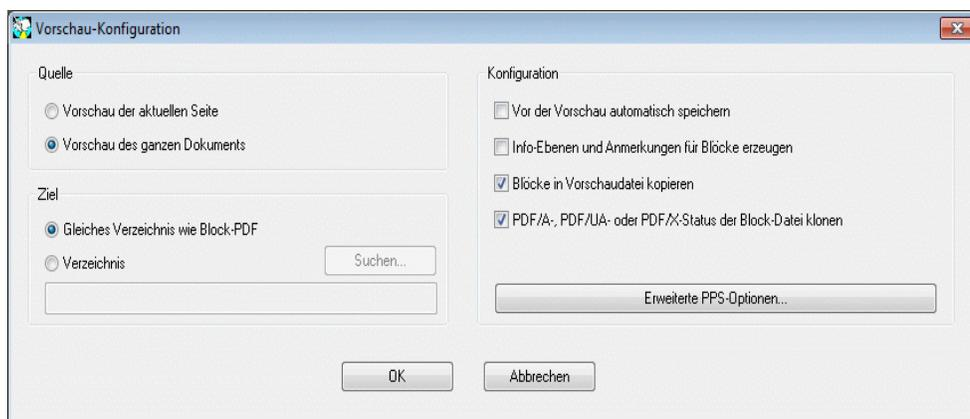 Vorschau-Konfiguration
Quelle
Vorschau der aktuellen Seite
Vorschau des ganzen Dokuments
Ziel
Gleiches Verzeichnis wie Block-PDF
Verzeichnis
Suchen...
Konfiguration
Vor der Vorschau automatisch speichern
Info-Ebenen und Anmerkungen für Blöcke erzeugen
Blöcke in Vorschaudatei kopieren
PDF/A-, PDF/UA- oder PDF/X-Status der Block-Datei klonen
Erweiterte PPS-Optionen...
OK
Abbrechen